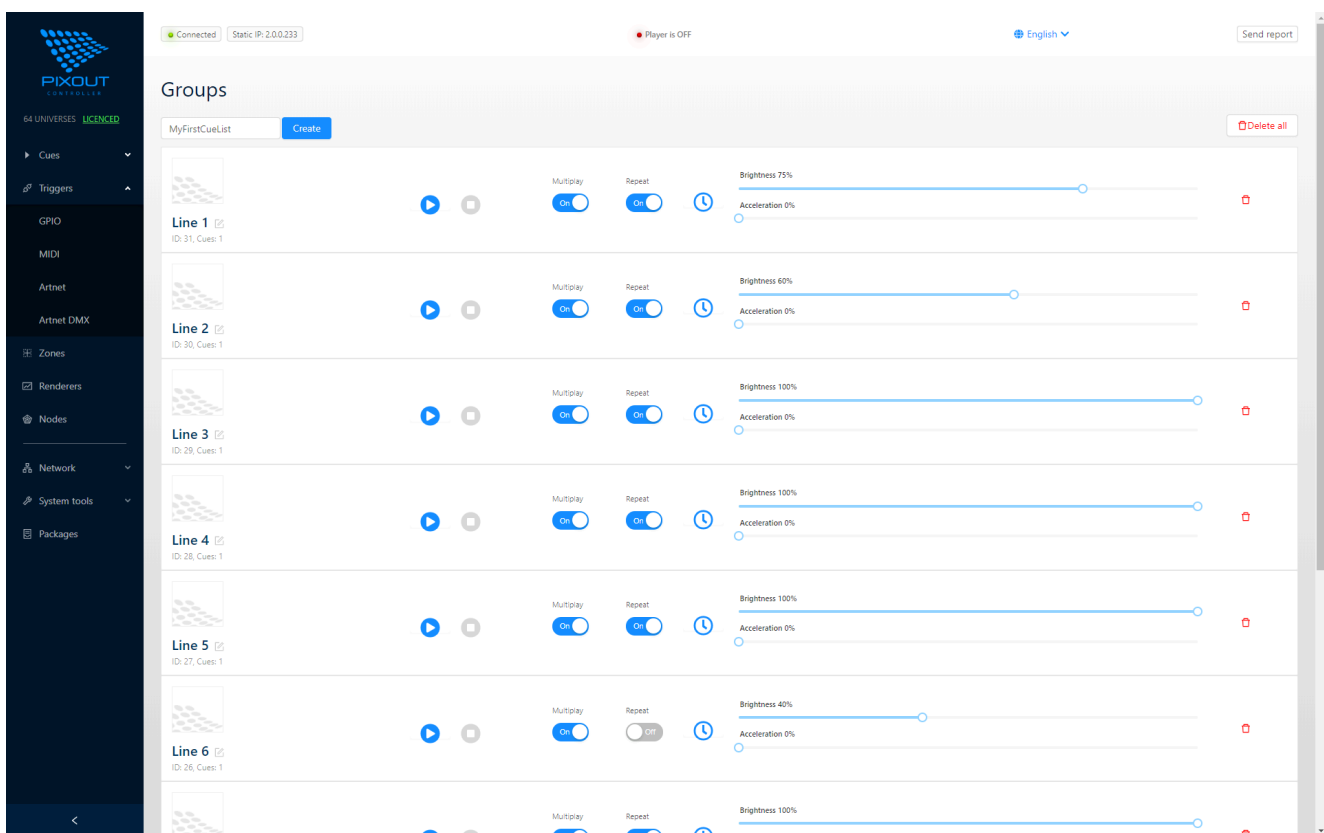 PIXOUT
CONTROLLER
64 UNIVERSES LICENCED
Cues
Triggers
GPIO
MIDI
Artnet
Artnet DMX
Zones
Renderers
Nodes
Network
System tools
Packages
Connected Static IP: 2.0.0.233 Player is OFF English Send report
Groups
MyFirstCueList Create Delete all
Line 1
ID: 31, Cues: 1
Multiplay Repeat
On On
Brightness 75%
Acceleration 0%
Line 2
ID: 30, Cues: 1
Multiplay Repeat
On On
Brightness 60%
Acceleration 0%
Line 3
ID: 29, Cues: 1
Multiplay Repeat
On On
Brightness 100%
Acceleration 0%
Line 4
ID: 28, Cues: 1
Multiplay Repeat
On On
Brightness 100%
Acceleration 0%
Line 5
ID: 27, Cues: 1
Multiplay Repeat
On On
Brightness 100%
Acceleration 0%
Line 6
ID: 26, Cues: 1
Multiplay Repeat
On Off
Brightness 40%
Acceleration 0%
Multiplay Repeat
Brightness 100%